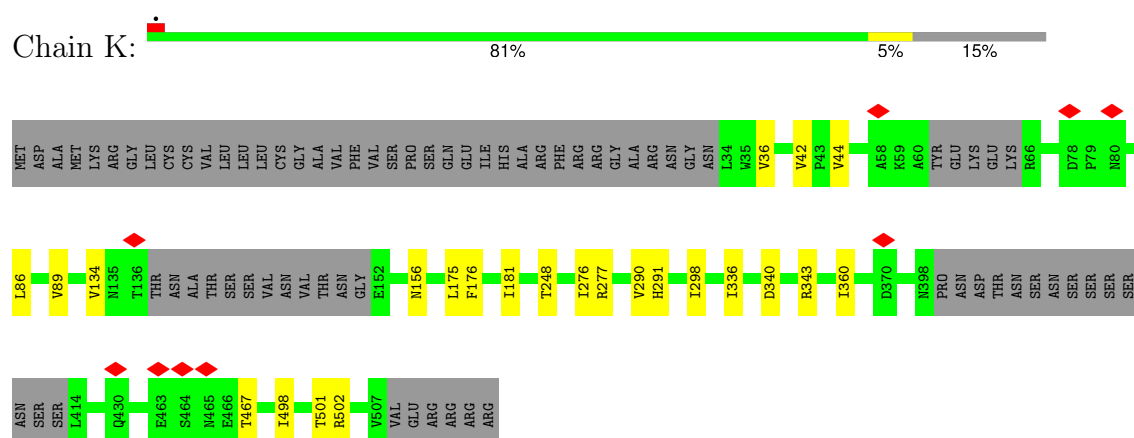 Chain K:
81% 5% 15%
MET ASP ALA MET LYS ARG GLY LEU CYS CYS VAL LEU LEU LEU CYS GLY ALA VAL PHE VAL SER PRO SER GLN GLU ILE HIS ALA ARG PHE ARG ARG GLY ALA ARG ASN GLY ASN L34 W35 V36 V42 P43 V44 A58 K59 A60 TYR GLU LYS GLU LYS R66 D78 P79 N80
L86 V89 V134 N135 T136 THR ASN ALA THR SER SER VAL ASN VAL THR ASN GLY E152 N156 L175 F176 I181 T248 I276 R277 V290 H291 I298 I336 D340 R343 I360 D370 N398 PRO ASN ASP THR ASN SER ASN SER SER SER SER
ASN SER SER L414 Q430 E463 S464 N465 E466 T467 I498 T501 R502 V507 VAL GLU ARG ARG ARG ARG